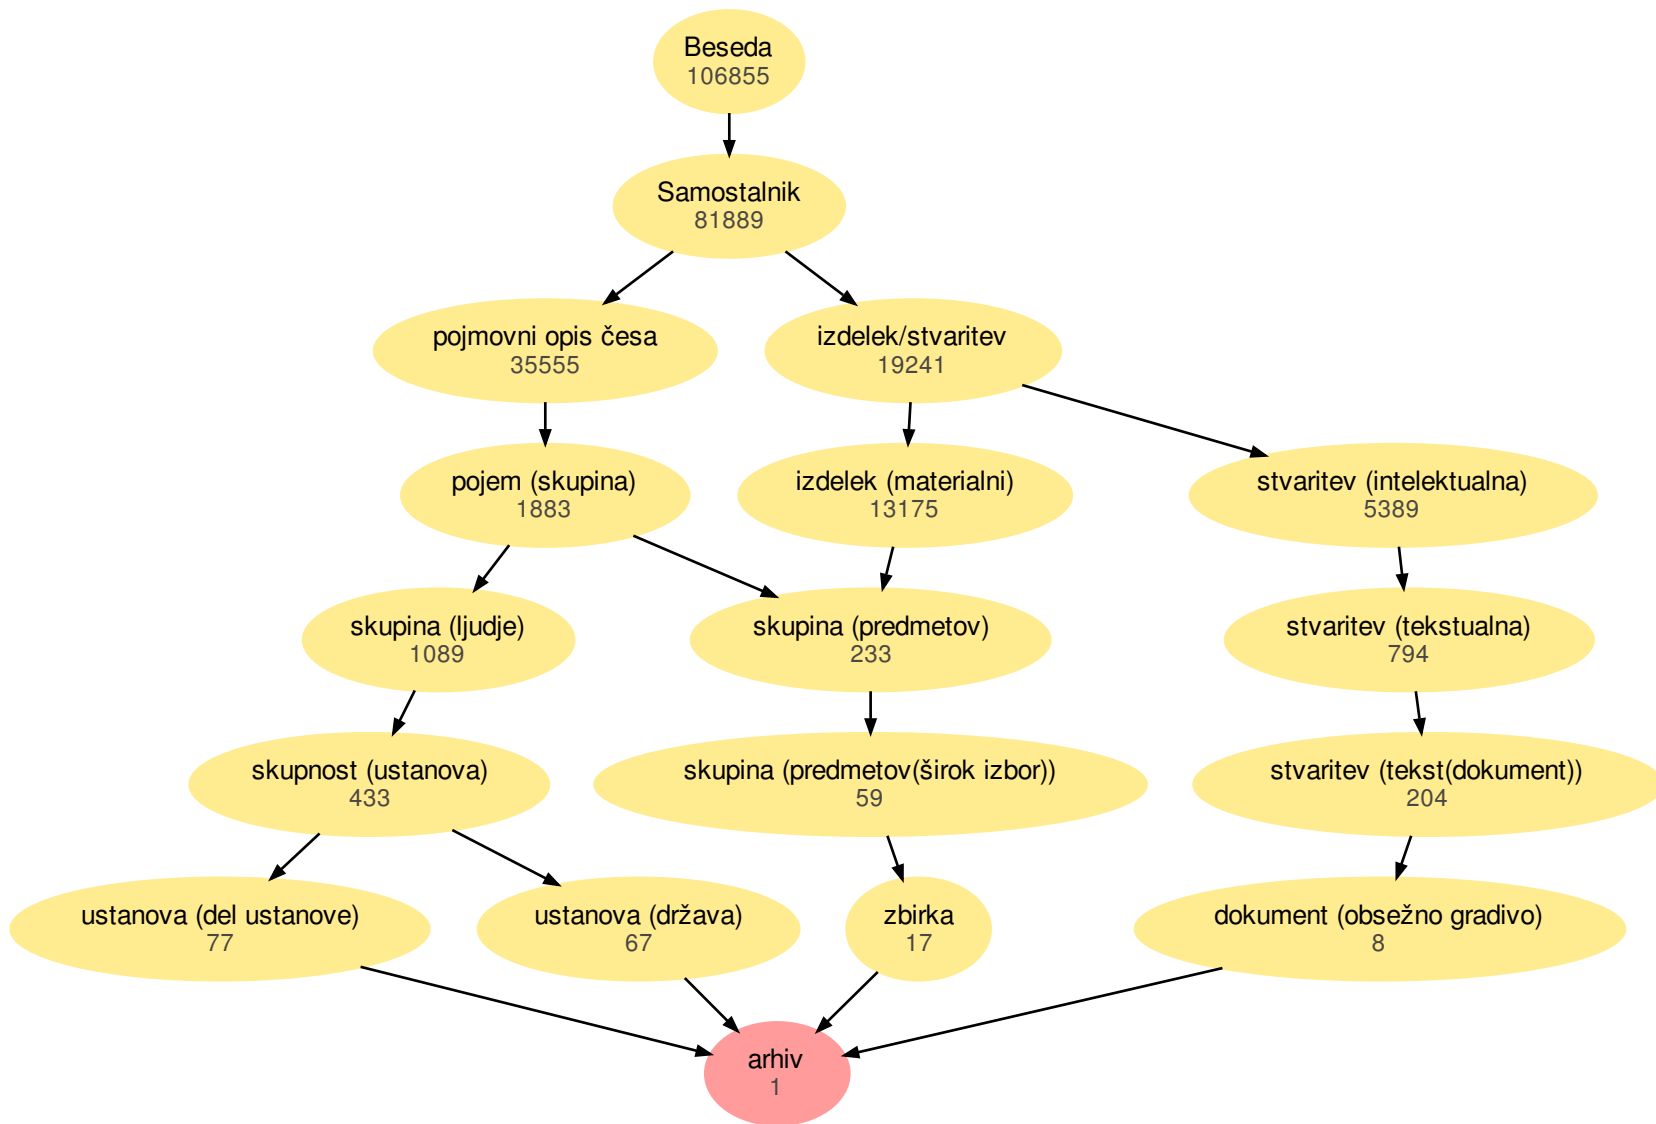 Beseda
106855
Samostalnik
81889
pojmovni opis česa
35555
izdelek/stvaritev
19241
pojem (skupina)
1883
izdelek (materialni)
13175
stvaritev (intelektualna)
5389
skupina (ljudje)
1089
skupina (predmetov)
233
stvaritev (tekstualna)
794
skupnost (ustanova)
433
skupina (predmetov(širok izbor))
59
stvaritev (tekst(dokument))
204
ustanova (del ustanove)
77
ustanova (država)
67
zbirka
17
dokument (obsežno gradivo)
8
arhiv
1